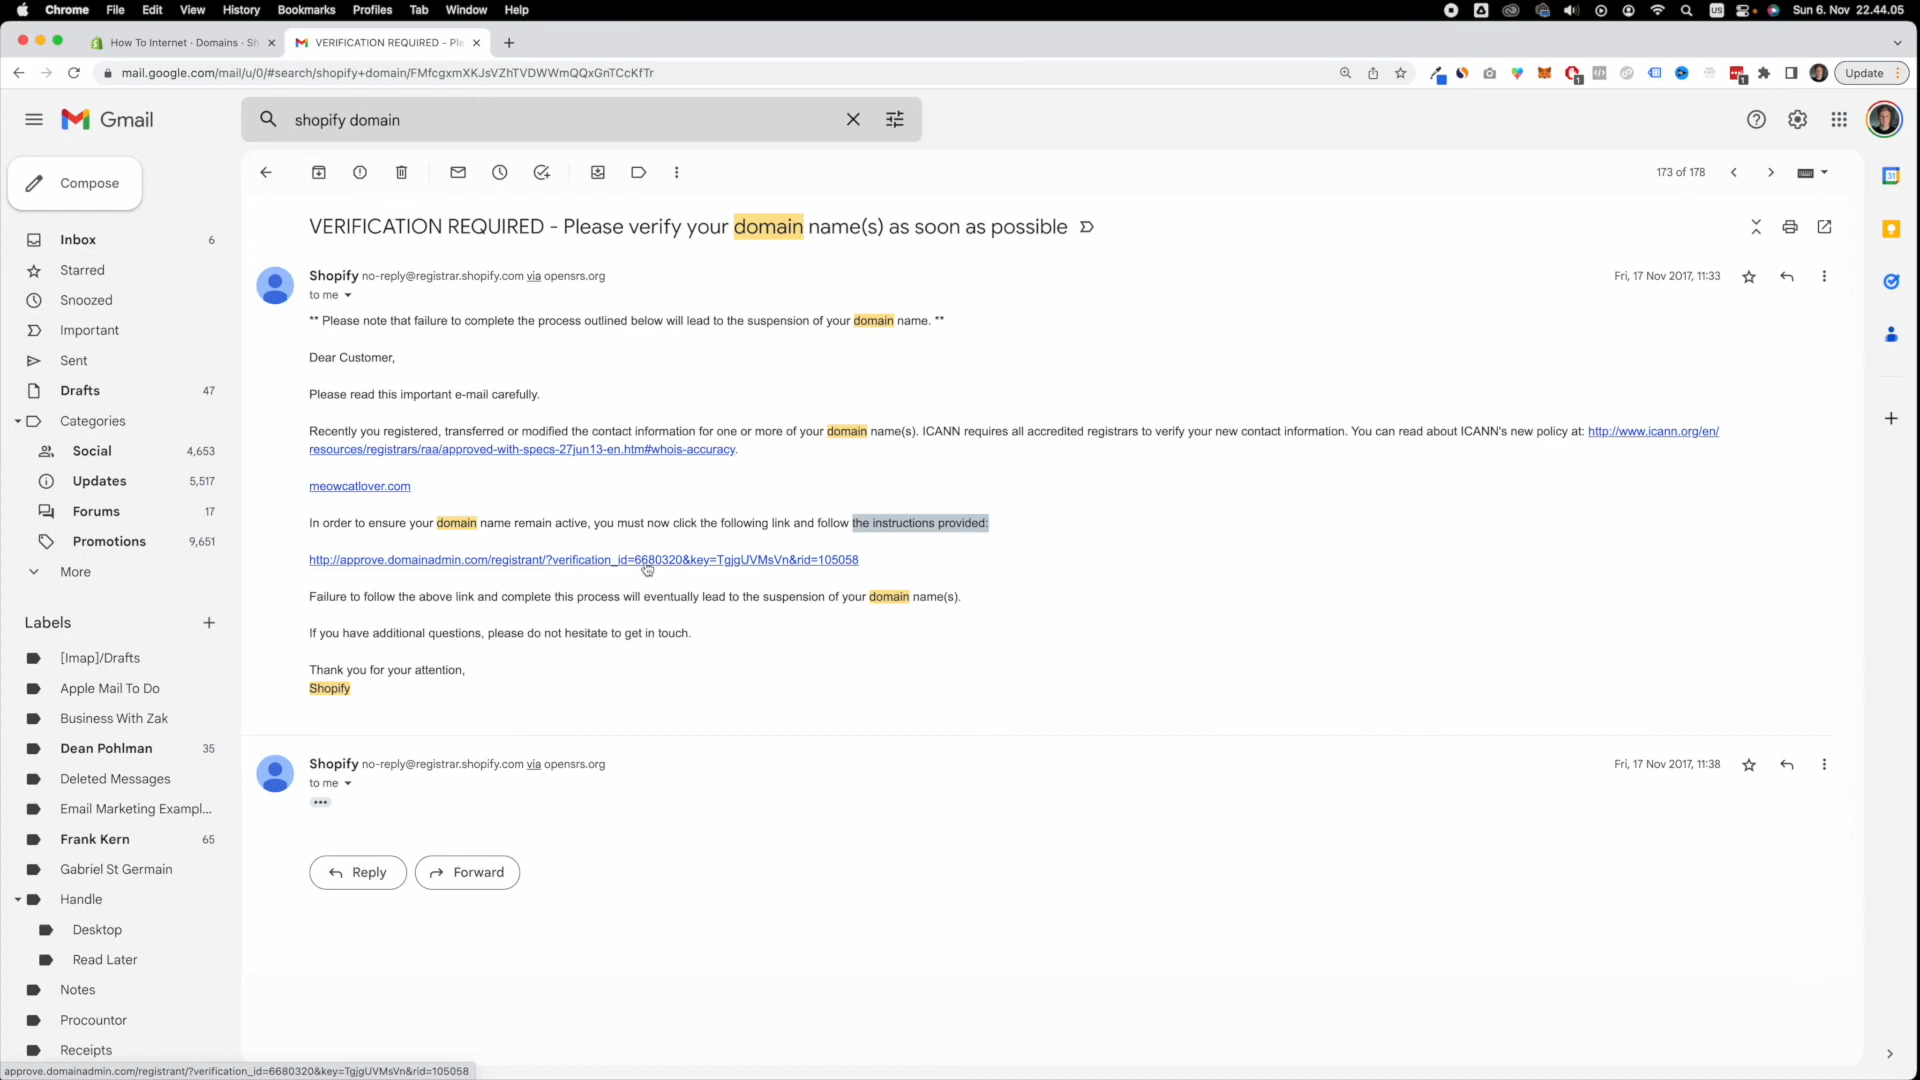 Chrome File Edit View History Bookmarks Profiles Tab Window Help
US Sun 6. Nov 22.44.05
How To Internet · Domains · Sh
VERIFICATION REQUIRED - Ple
mail.google.com/mail/u/0/#search/shopify+domain/FMfcgxmXKJsVZhTVDWWmQQxGnTCcKfTr
Update
Gmail
shopify domain
Compose
173 of 178
Inbox 6
Starred
Snoozed
Important
Sent
Drafts 47
Categories
Social 4,653
Updates 5,517
Forums 17
Promotions 9,651
More
Labels
[Imap]/Drafts
Apple Mail To Do
Business With Zak
Dean Pohlman 35
Deleted Messages
Email Marketing Exampl...
Frank Kern 65
Gabriel St Germain
Handle
Desktop
Read Later
Notes
Procountor
Receipts
VERIFICATION REQUIRED - Please verify your domain name(s) as soon as possible
Shopify no-reply@registrar.shopify.com via opensrs.org
Fri, 17 Nov 2017, 11:33
to me
** Please note that failure to complete the process outlined below will lead to the suspension of your domain name. **
Dear Customer,
Please read this important e-mail carefully.
Recently you registered, transferred or modified the contact information for one or more of your domain name(s). ICANN requires all accredited registrars to verify your new contact information. You can read about ICANN's new policy at: http://www.icann.org/en/
resources/registrars/raa/approved-with-specs-27jun13-en.htm#whois-accuracy.
meowcatlover.com
In order to ensure your domain name remain active, you must now click the following link and follow the instructions provided:
http://approve.domainadmin.com/registrant/?verification_id=6680320&key=TgjgUVMsVn&rid=105058
Failure to follow the above link and complete this process will eventually lead to the suspension of your domain name(s).
If you have additional questions, please do not hesitate to get in touch.
Thank you for your attention,
Shopify
Shopify no-reply@registrar.shopify.com via opensrs.org
Fri, 17 Nov 2017, 11:38
to me
Reply
Forward
approve.domainadmin.com/registrant/?verification_id=6680320&key=TgjgUVMsVn&rid=105058